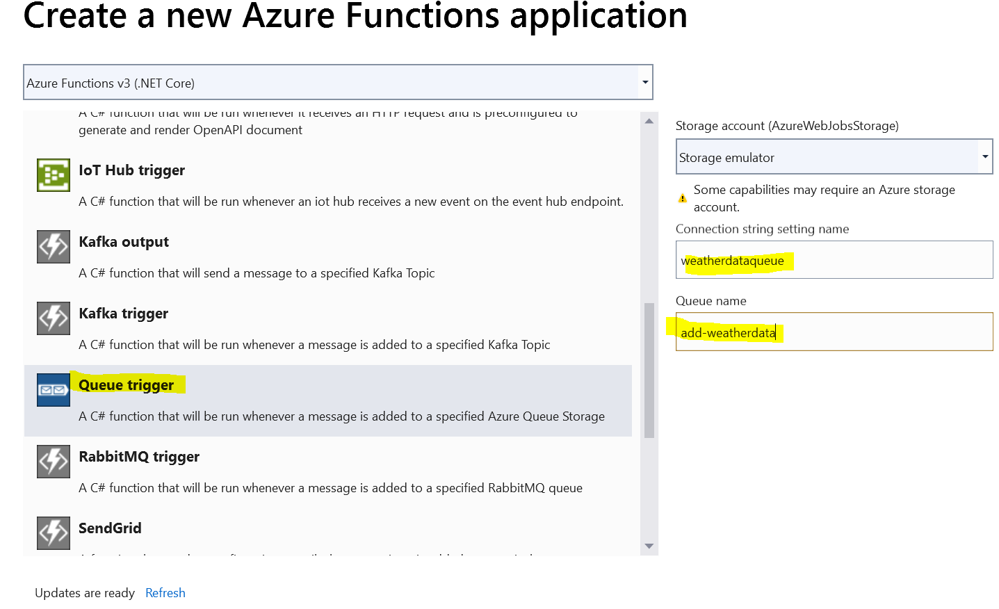 Create a new Azure Functions application
Azure Functions v3 (.NET Core)
A C# function that will be run whenever it receives an HTTP request and is preconfigured to
generate and render OpenAPI document
IoT Hub trigger
A C# function that will be run whenever an iot hub receives a new event on the event hub endpoint.
Kafka output
A C# function that will send a message to a specified Kafka Topic
Kafka trigger
A C# function that will be run whenever a message is added to a specified Kafka Topic
Queue trigger
A C# function that will be run whenever a message is added to a specified Azure Queue Storage
RabbitMQ trigger
A C# function that will be run whenever a message is added to a specified RabbitMQ queue
SendGrid
Storage account (AzureWebJobsStorage)
Storage emulator
Some capabilities may require an Azure storage
account.
Connection string setting name
weatherdataqueue
Queue name
add-weatherdata
Updates are ready Refresh